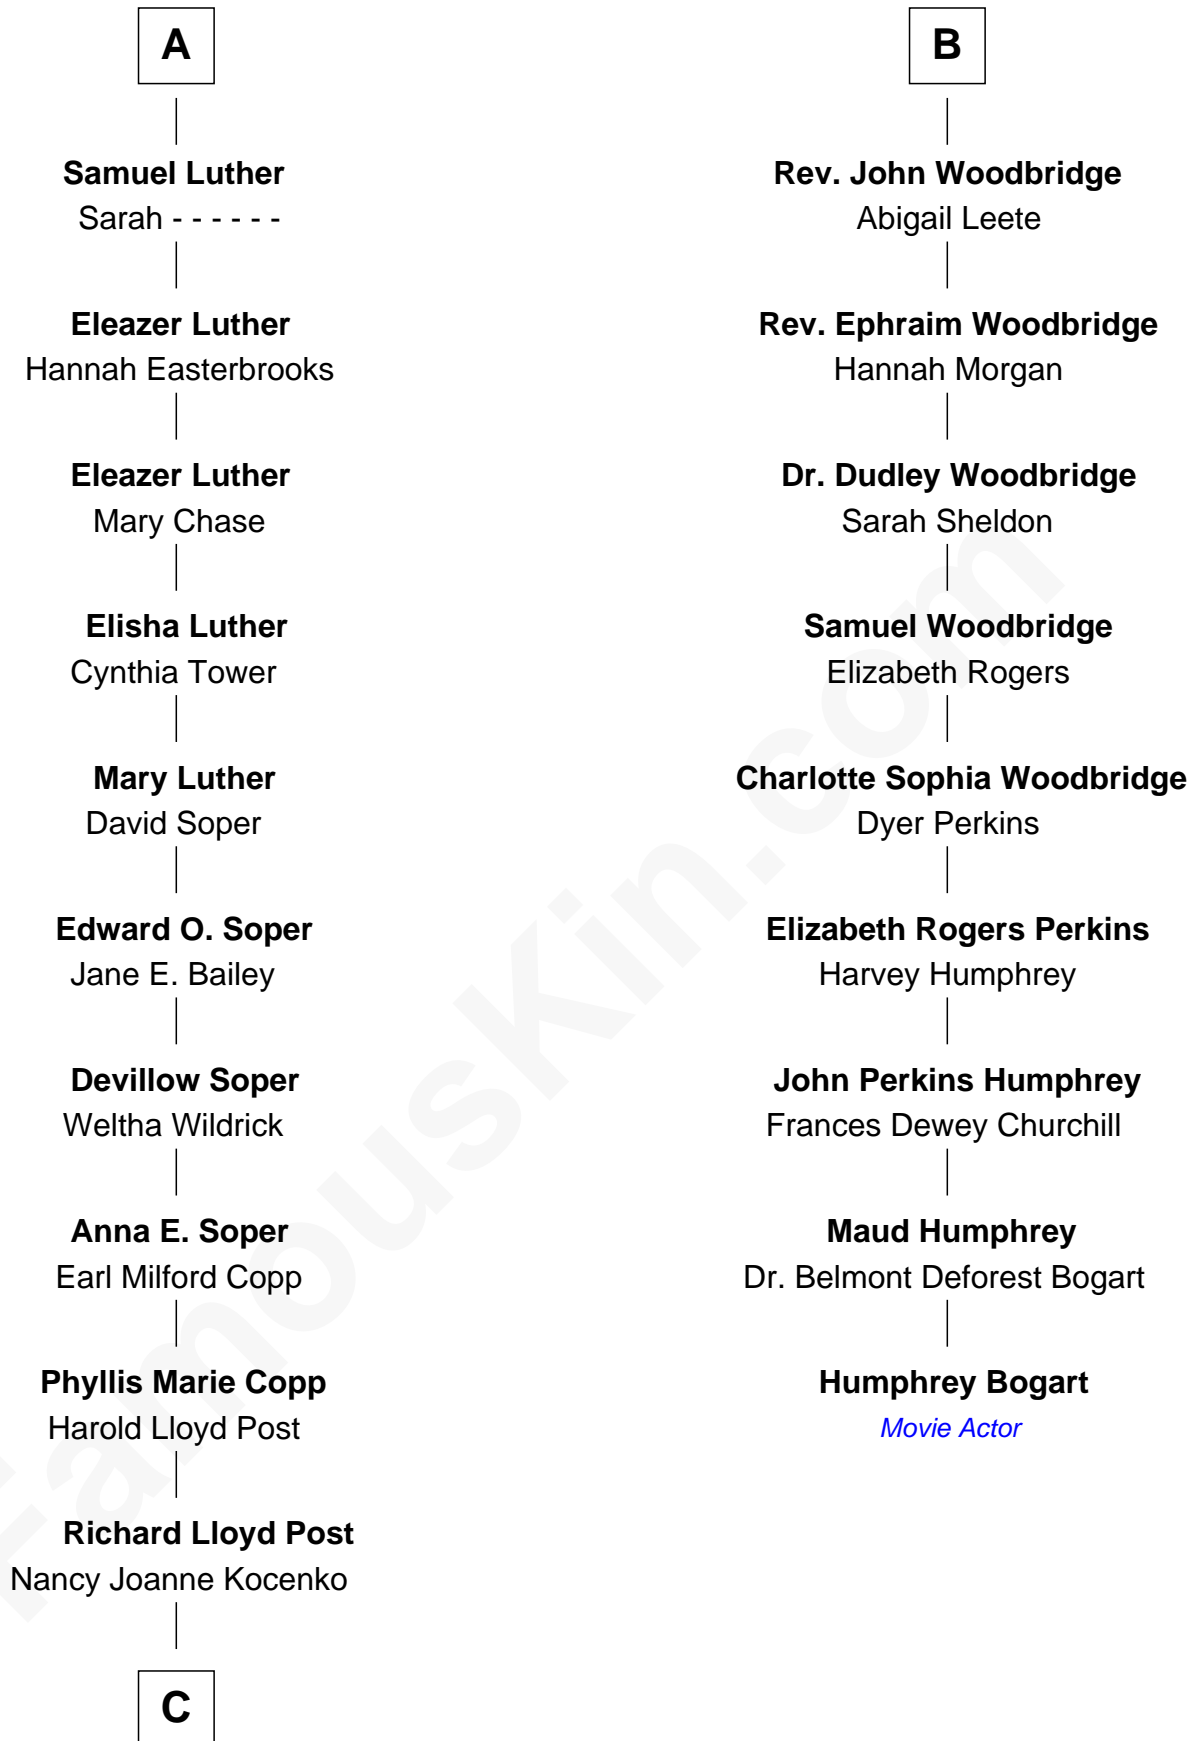 A
Samuel Luther
Sarah - - - - - -
Eleazer Luther
Hannah Easterbrooks
Eleazer Luther
Mary Chase
Elisha Luther
Cynthia Tower
Mary Luther
David Soper
Edward O. Soper
Jane E. Bailey
Devillow Soper
Weltha Wildrick
Anna E. Soper
Earl Milford Copp
Phyllis Marie Copp
Harold Lloyd Post
Richard Lloyd Post
Nancy Joanne Kocenko
C
B
Rev. John Woodbridge
Abigail Leete
Rev. Ephraim Woodbridge
Hannah Morgan
Dr. Dudley Woodbridge
Sarah Sheldon
Samuel Woodbridge
Elizabeth Rogers
Charlotte Sophia Woodbridge
Dyer Perkins
Elizabeth Rogers Perkins
Harvey Humphrey
John Perkins Humphrey
Frances Dewey Churchill
Maud Humphrey
Dr. Belmont Deforest Bogart
Humphrey Bogart
Movie Actor
FamousKin.com